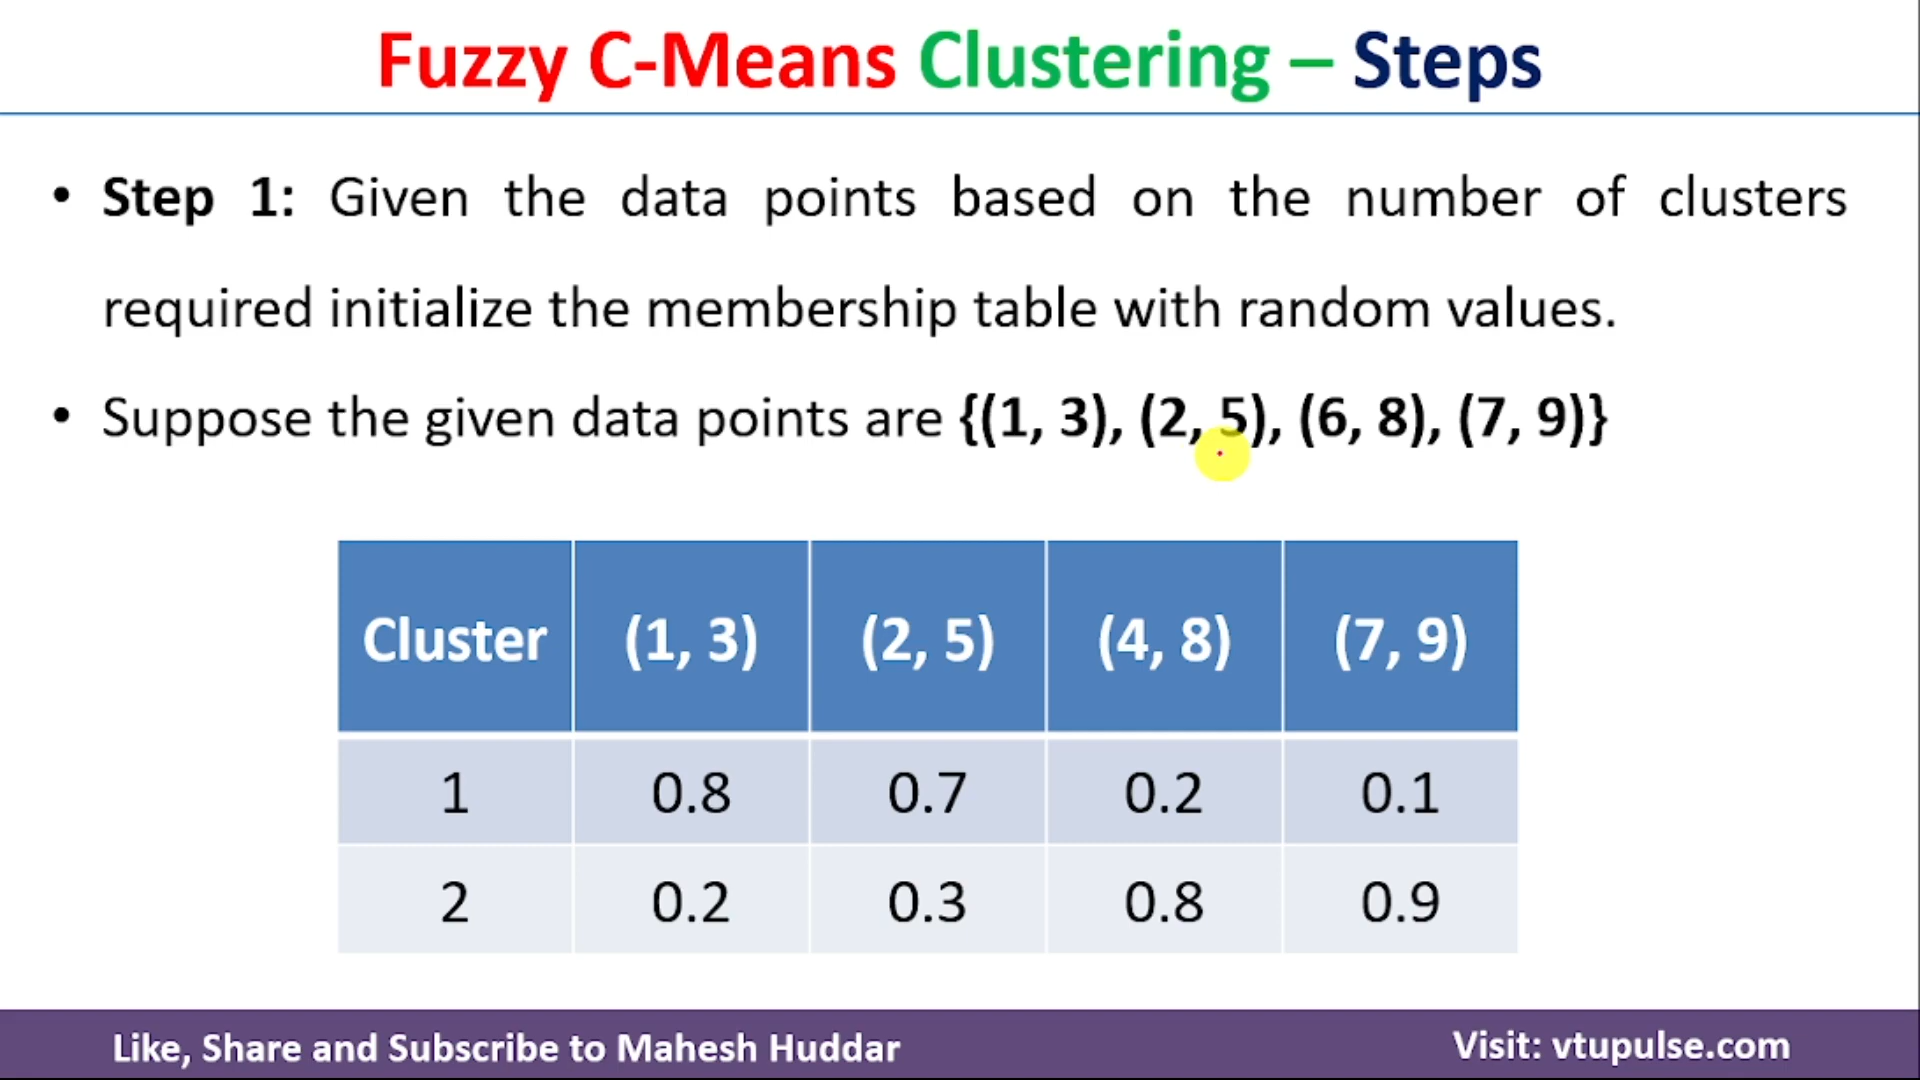 Fuzzy C-Means Clustering – Steps
• Step 1: Given the data points based on the number of clusters
required initialize the membership table with random values.
• Suppose the given data points are {(1, 3), (2, 5), (6, 8), (7, 9)}
Cluster (1, 3) (2, 5) (4, 8) (7, 9)
1 0.8 0.7 0.2 0.1
2 0.2 0.3 0.8 0.9
Like, Share and Subscribe to Mahesh Huddar Visit: vtupulse.com